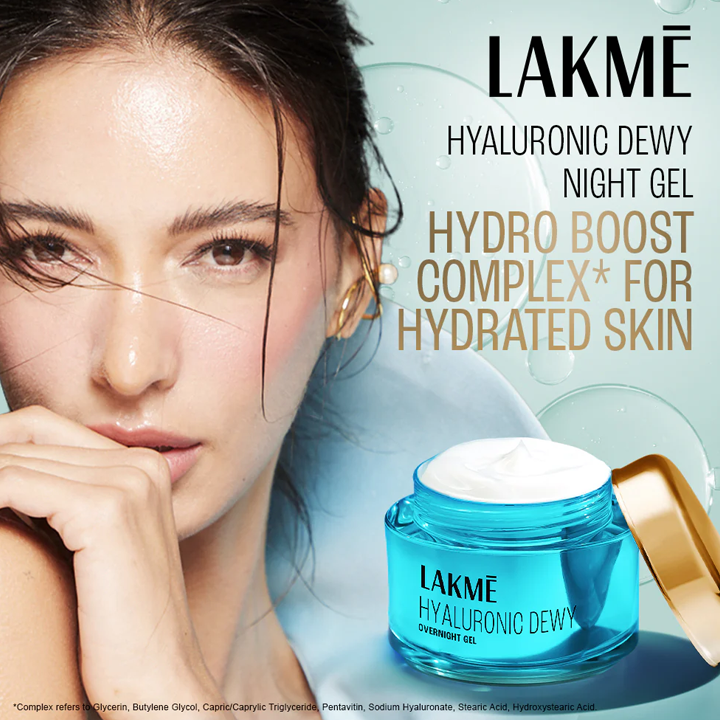 LAKMĒ
HYALURONIC DEWY
NIGHT GEL
HYDRO BOOST
COMPLEX* FOR
HYDRATED SKIN
LAKMĒ
HYALURONIC DEWY
OVERNIGHT GEL
*Complex refers to Glycerin, Butylene Glycol, Capric/Caprylic Triglyceride, Pentavitin, Sodium Hyaluronate, Stearic Acid, Hydroxystearic Acid.